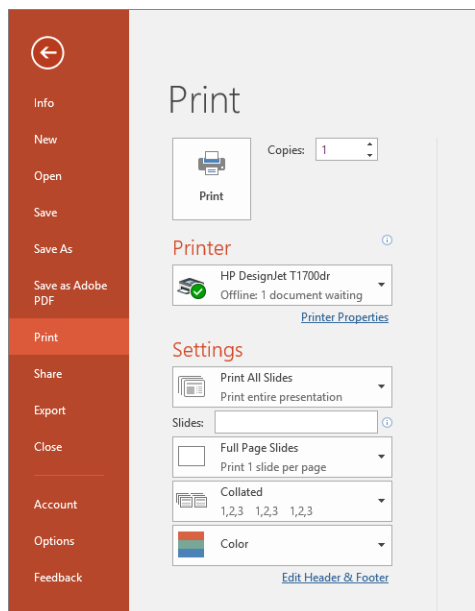 Info
New
Open
Save
Save As
Save as Adobe
PDF
Print
Share
Export
Close
Account
Options
Feedback
Print
Copies: 1
Print
Printer
HP DesignJet T1700dr
Offline: 1 document waiting
Printer Properties
Settings
Print All Slides
Print entire presentation
Slides:
Full Page Slides
Print 1 slide per page
Collated
1,2,3 1,2,3 1,2,3
Color
Edit Header & Footer